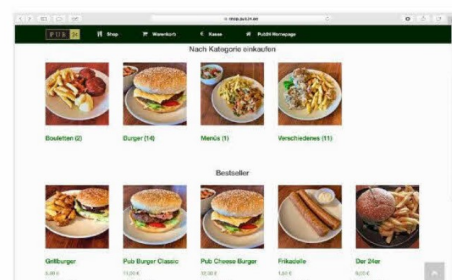 PUB
Shop Warenkorb Kasse Homepage
Nach Kategorie einkaufen
Bouletten (2) Burger (14) Menüs (1) Verschiedenes (11)
Bestseller
Grillburger Pub Burger Classic Pub Cheese Burger Frikadelle Der 24er